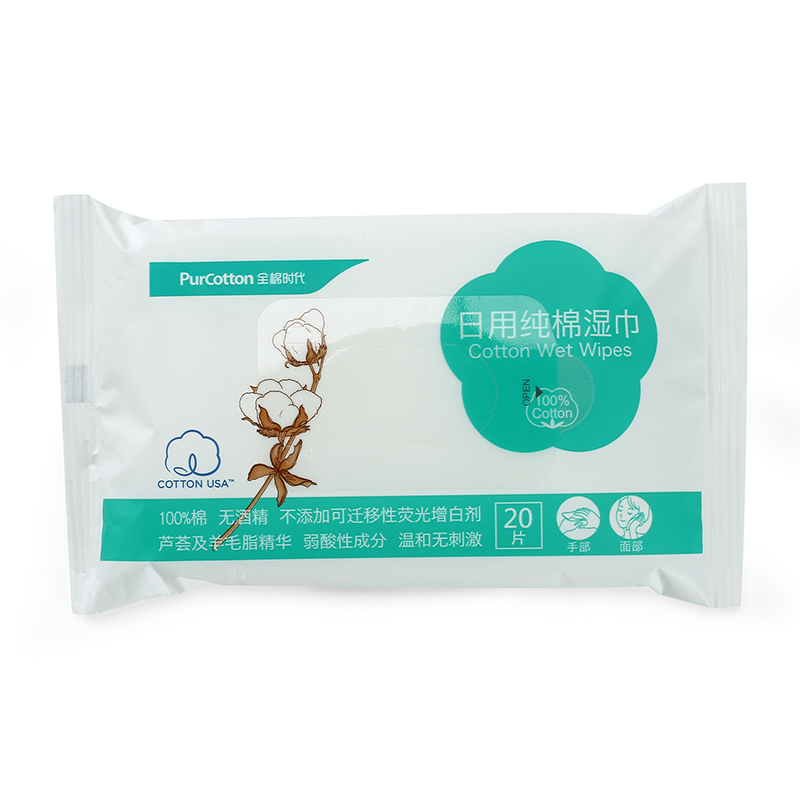 PurCotton 全棉时代
日用纯棉湿巾
Cotton Wet Wipes
OPEN
100%
Cotton
COTTON USA™
100%棉 无酒精 不添加可迁移性荧光增白剂
芦荟及羊毛脂精华 弱酸性成分 温和无刺激
20
片
手部
面部